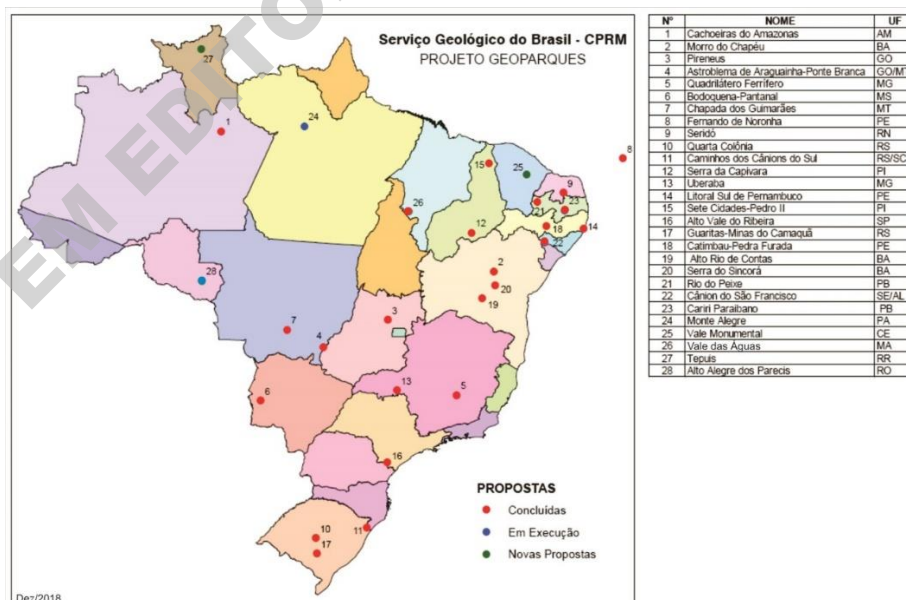 EM EDITO
Serviço Geológico do Brasil - CPRM
PROJETO GEOPARQUES
27
1
24
8
15
25
9
21
23
26
12
18
14
22
2
20
19
28
7
3
4
13
5
6
16
10
17
11
PROPOSTAS
Concluídas
Em Execução
Novas Propostas
Dez/2018
Nº NOME UF
1 Cachoeiras do Amazonas AM
2 Morro do Chapéu BA
3 Pireneus GO
4 Astroblema de Araguainha-Ponte Branca GO/MT
5 Quadrilátero Ferrífero MG
6 Bodoquena-Pantanal MS
7 Chapada dos Guimarães MT
8 Fernando de Noronha PE
9 Seridó RN
10 Quarta Colônia RS
11 Caminhos dos Cânions do Sul RS/SC
12 Serra da Capivara PI
13 Uberaba MG
14 Litoral Sul de Pernambuco PE
15 Sete Cidades-Pedro II PI
16 Alto Vale do Ribeira SP
17 Guaritas-Minas do Camaquã RS
18 Catimbau-Pedra Furada PE
19 Alto Rio de Contas BA
20 Serra do Sincorá BA
21 Rio do Peixe PB
22 Cânion do São Francisco SE/AL
23 Cariri Paraibano PB
24 Monte Alegre PA
25 Vale Monumental CE
26 Vale das Águas MA
27 Tepuis RR
28 Alto Alegre dos Parecis RO